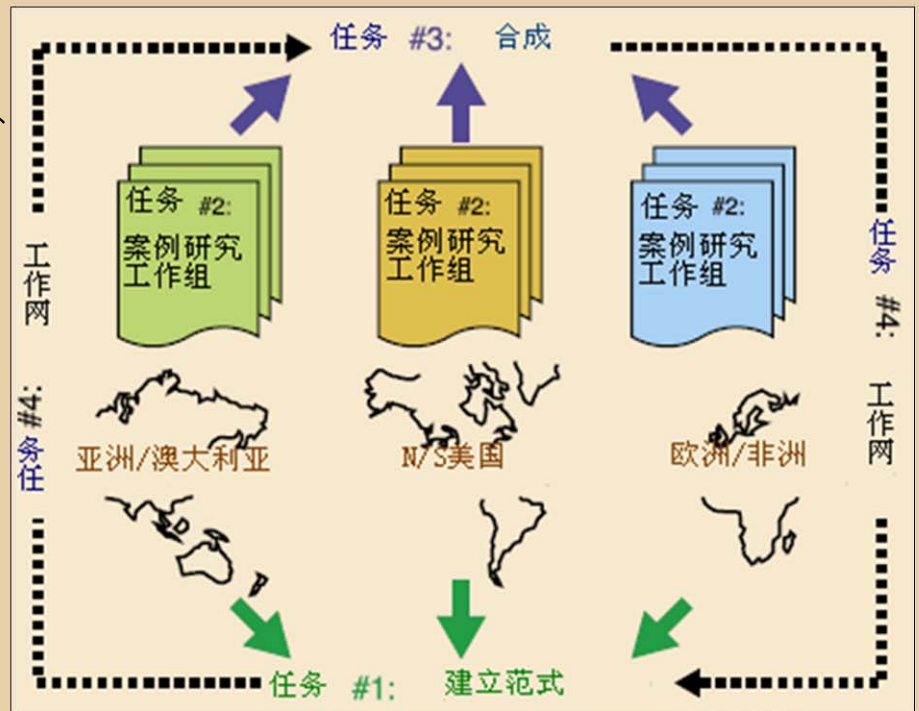 任务 #3: 合成
任务 #2:
案例研究
工作组
任务 #2:
案例研究
工作组
任务 #2:
案例研究
工作组
工作网
#4:
务任
任务 #4:
工作网
亚洲/澳大利亚
N/S美国
欧洲/非洲
任务 #1: 建立范式